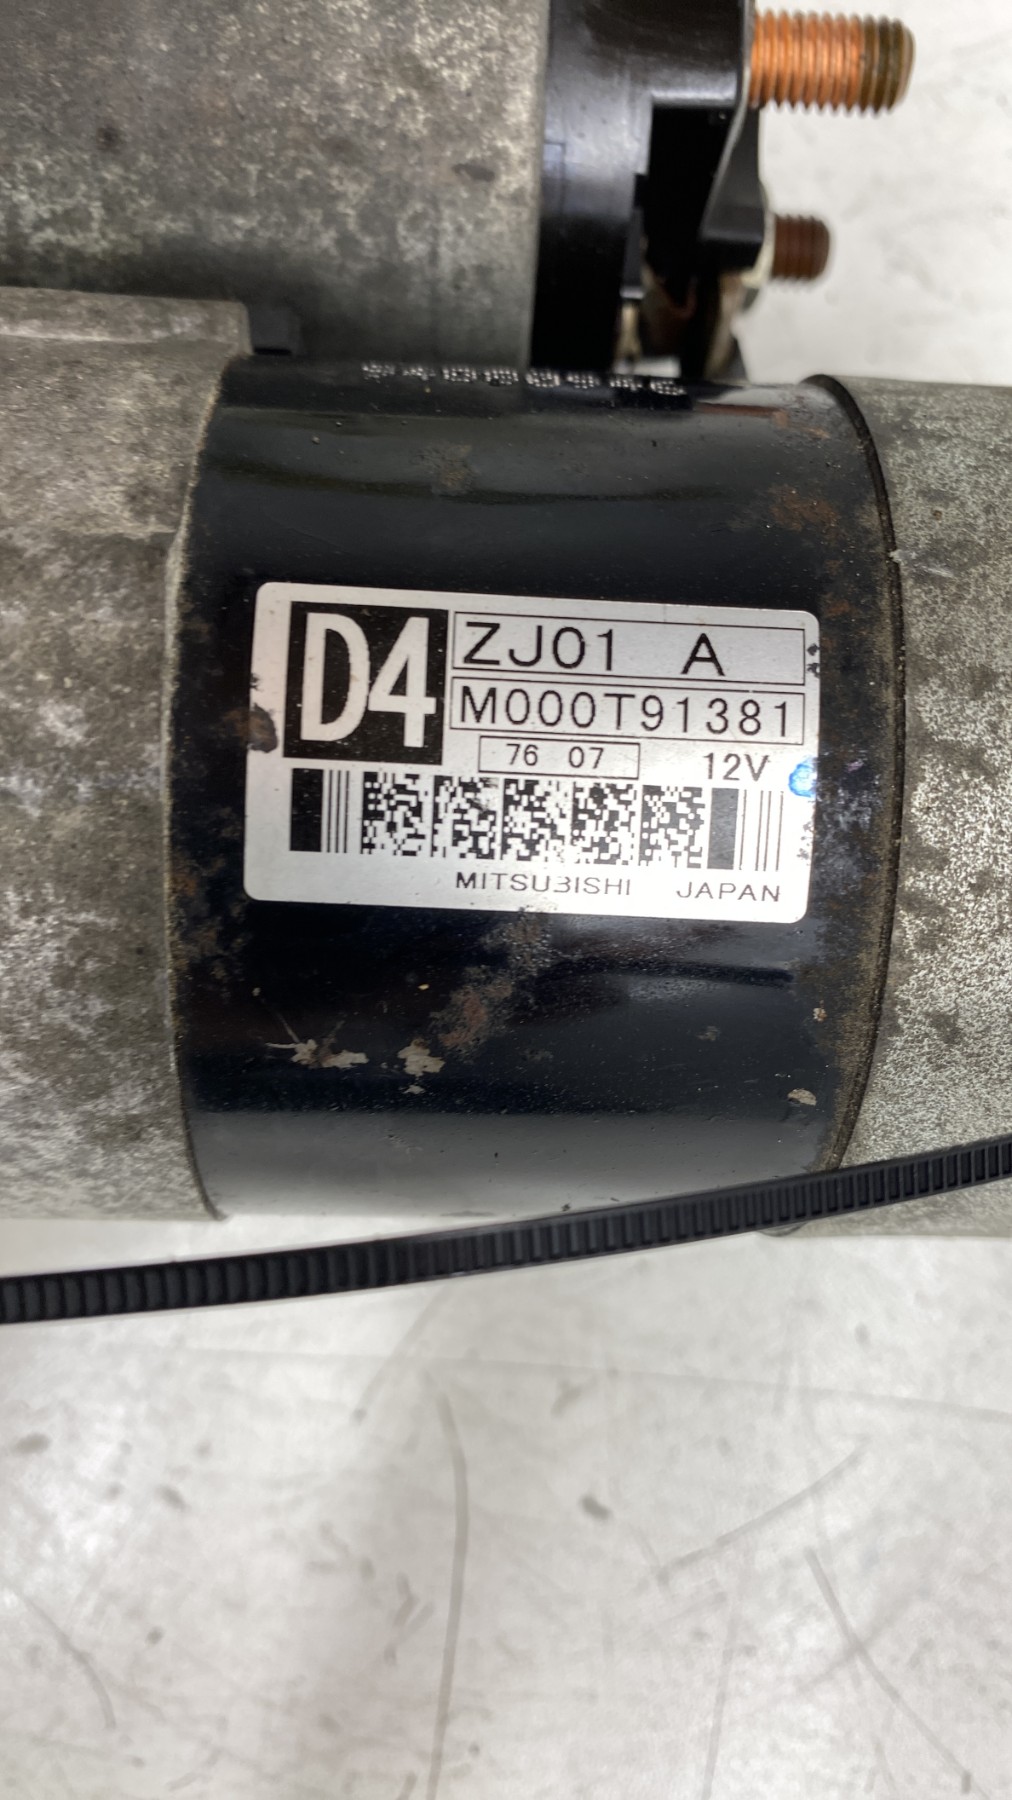 D4
ZJ01 A
M000T91381
76 07 12V
MITSUBISHI JAPAN